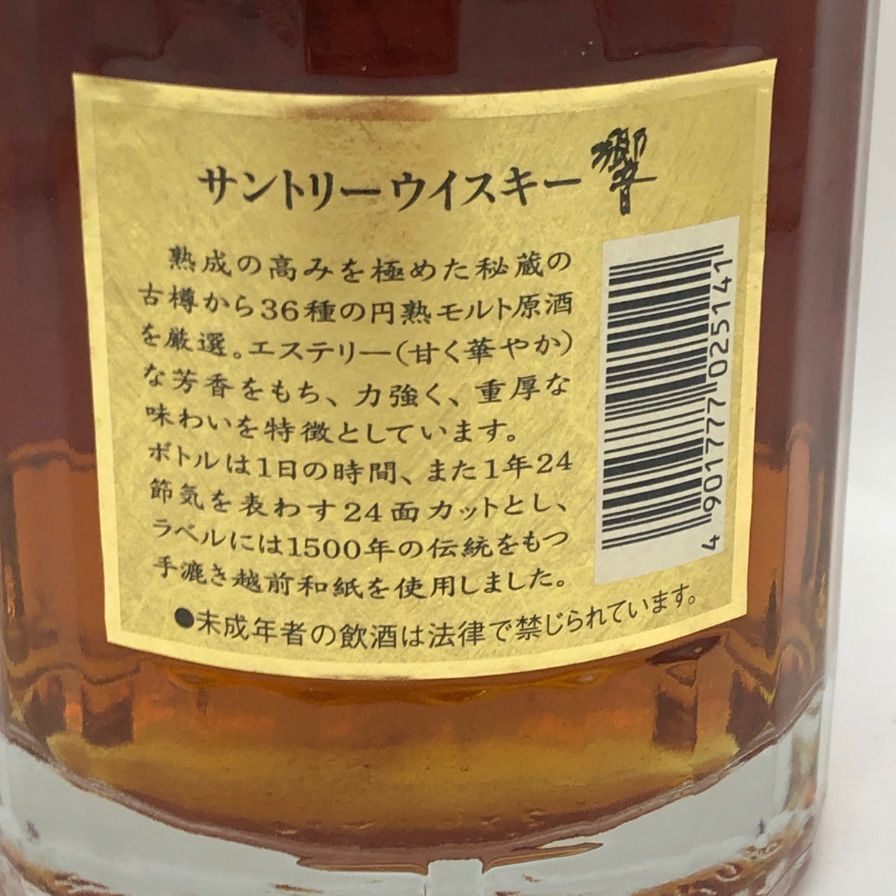 サントリーウイスキー響
熟成の高みを極めた秘蔵の
古樽から36種の円熟モルト原酒
を厳選。エステリー(甘く華やか)
な芳香をもち、力強く、重厚な
味わいを特徴としています。
ボトルは1日の時間、また1年24
節気を表わす24面カットとし、
ラベルには1500年の伝統をもつ
手漉き越前和紙を使用しました。
●未成年者の飲酒は法律で禁じられています。
4 901777 025141